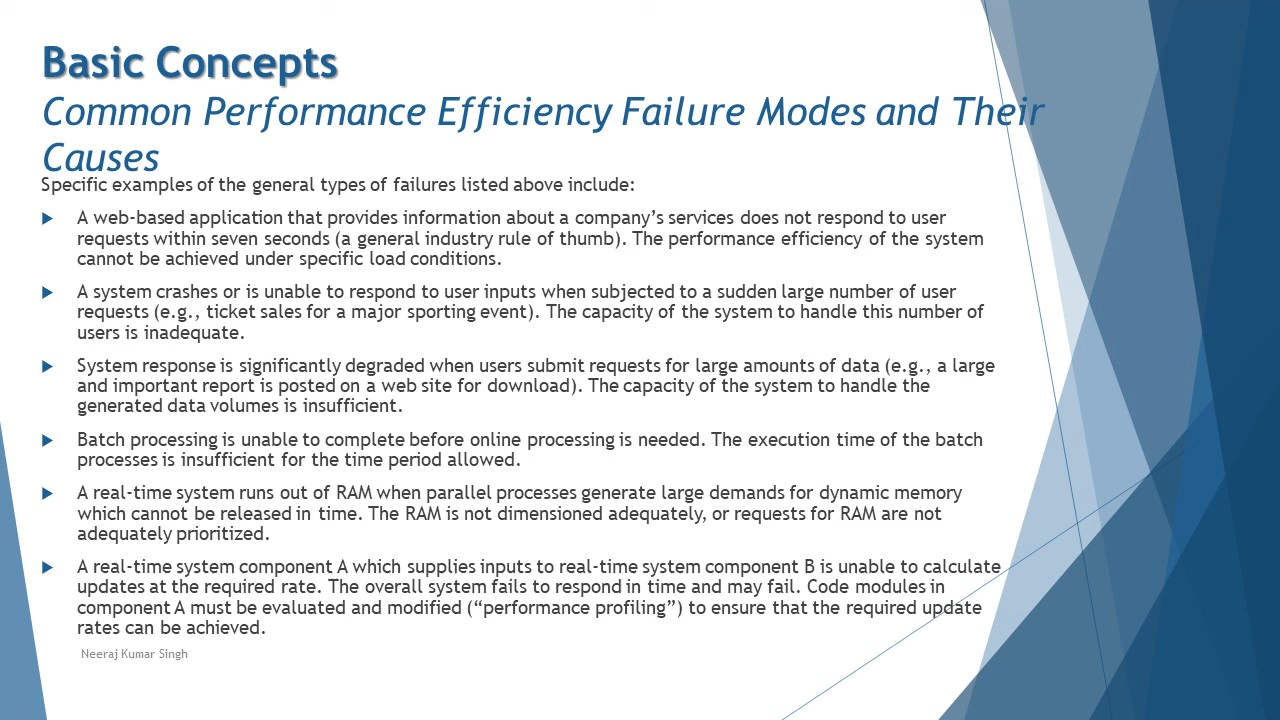 Basic Concepts
Common Performance Efficiency Failure Modes and Their
Causes
Specific examples of the general types of failures listed above include:
A web-based application that provides information about a company’s services does not respond to user
requests within seven seconds (a general industry rule of thumb). The performance efficiency of the system
cannot be achieved under specific load conditions.
A system crashes or is unable to respond to user inputs when subjected to a sudden large number of user
requests (e.g., ticket sales for a major sporting event). The capacity of the system to handle this number of
users is inadequate.
System response is significantly degraded when users submit requests for large amounts of data (e.g., a large
and important report is posted on a web site for download). The capacity of the system to handle the
generated data volumes is insufficient.
Batch processing is unable to complete before online processing is needed. The execution time of the batch
processes is insufficient for the time period allowed.
A real-time system runs out of RAM when parallel processes generate large demands for dynamic memory
which cannot be released in time. The RAM is not dimensioned adequately, or requests for RAM are not
adequately prioritized.
A real-time system component A which supplies inputs to real-time system component B is unable to calculate
updates at the required rate. The overall system fails to respond in time and may fail. Code modules in
component A must be evaluated and modified (“performance profiling”) to ensure that the required update
rates can be achieved.
Neeraj Kumar Singh